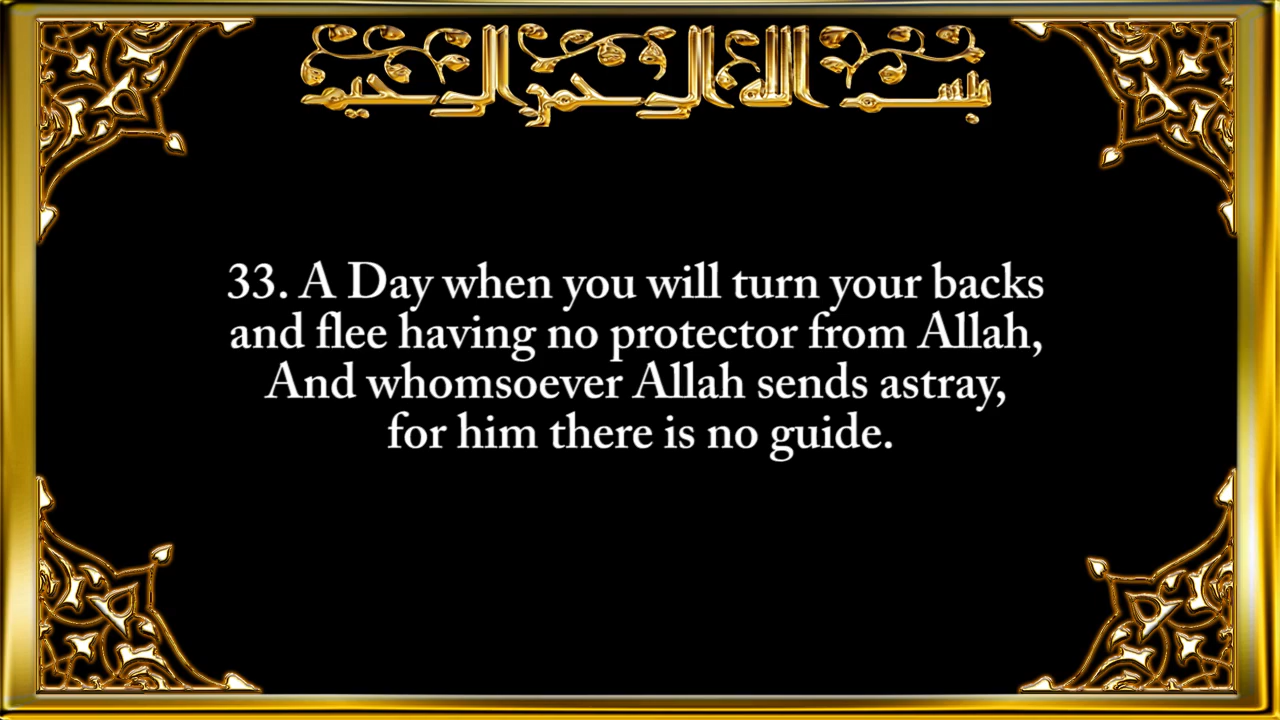 بسم الله الرحمن الرحيم
33. A Day when you will turn your backs
and flee having no protector from Allah,
And whomsoever Allah sends astray,
for him there is no guide.